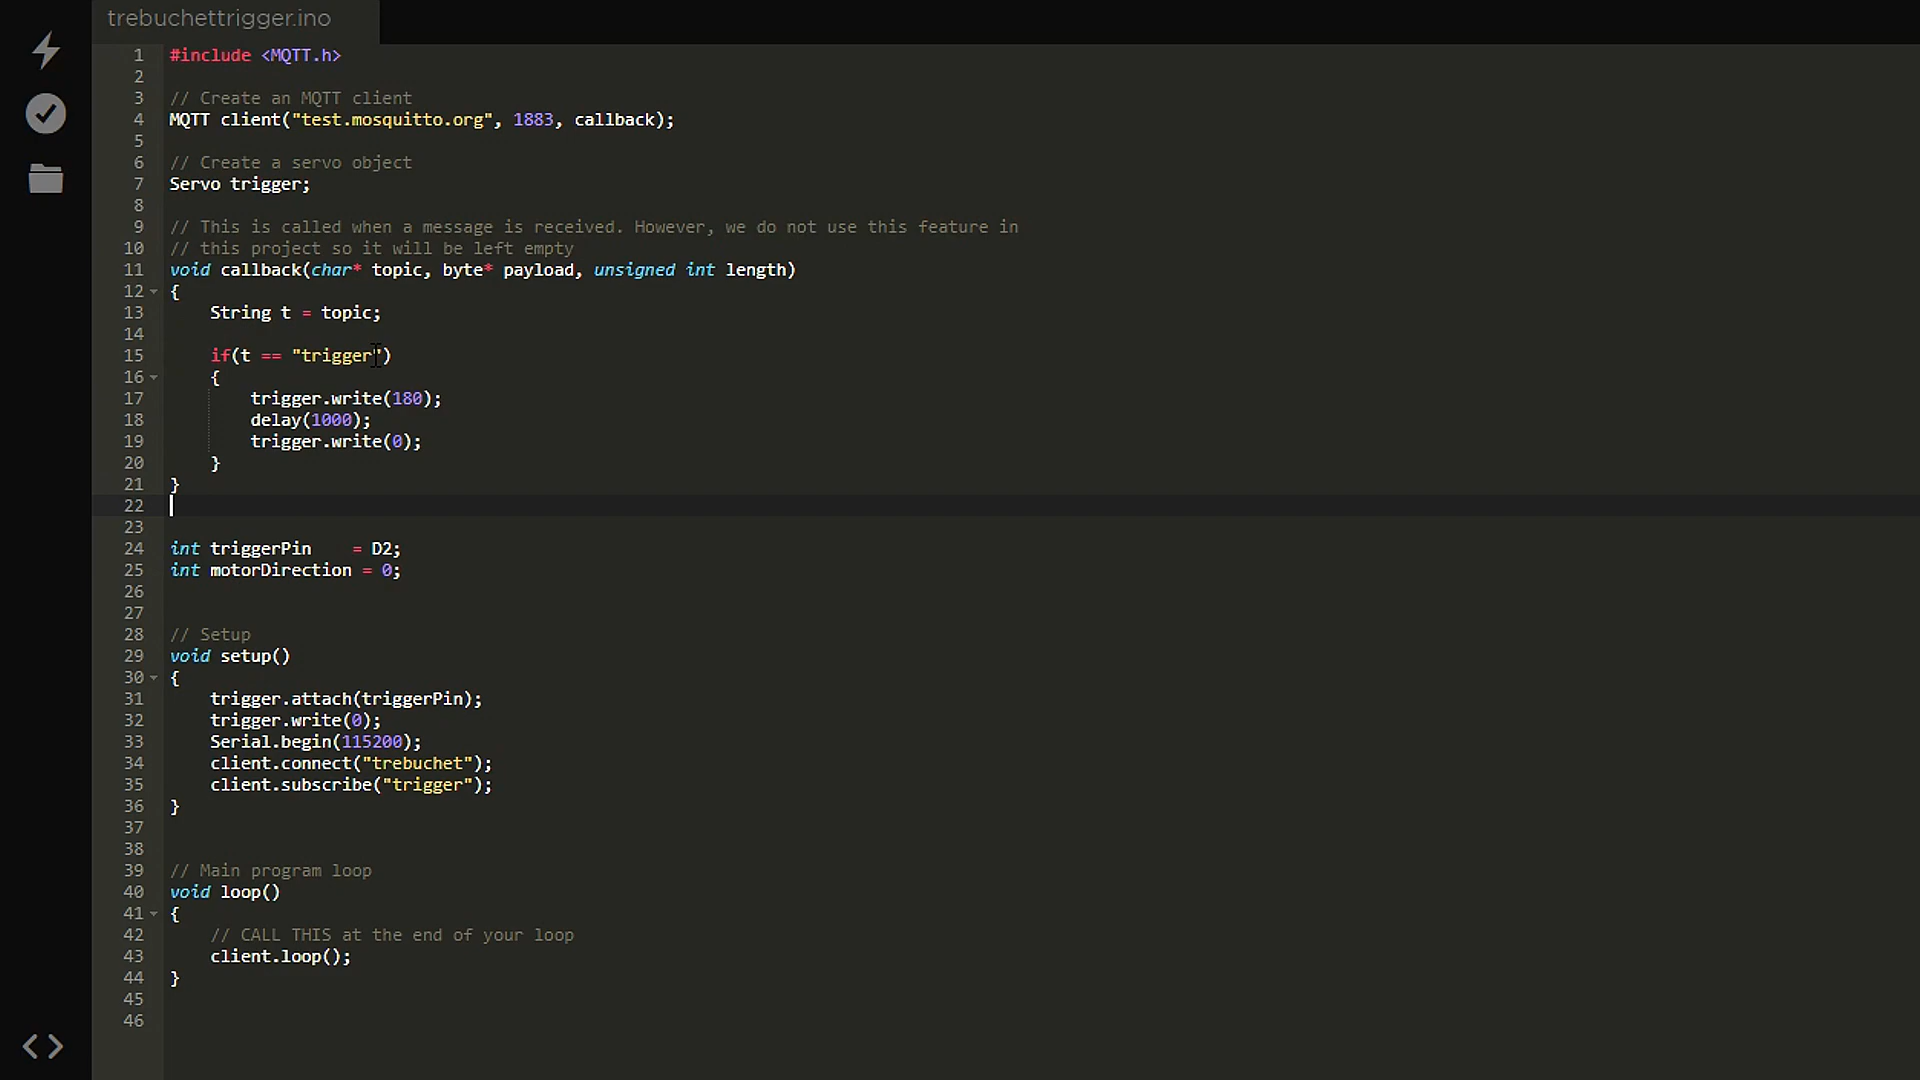 trebuchettrigger.ino
1 #include <MQTT.h>
2
3 // Create an MQTT client
4 MQTT client("test.mosquitto.org", 1883, callback);
5
6 // Create a servo object
7 Servo trigger;
8
9 // This is called when a message is received. However, we do not use this feature in
10 // this project so it will be left empty
11 void callback(char* topic, byte* payload, unsigned int length)
12 {
13     String t = topic;
14
15     if(t == "trigger")
16     {
17         trigger.write(180);
18         delay(1000);
19         trigger.write(0);
20     }
21 }
22
23
24 int triggerPin    = D2;
25 int motorDirection = 0;
26
27
28 // Setup
29 void setup()
30 {
31     trigger.attach(triggerPin);
32     trigger.write(0);
33     Serial.begin(115200);
34     client.connect("trebuchet");
35     client.subscribe("trigger");
36 }
37
38
39 // Main program loop
40 void loop()
41 {
42     // CALL THIS at the end of your loop
43     client.loop();
44 }
45
46